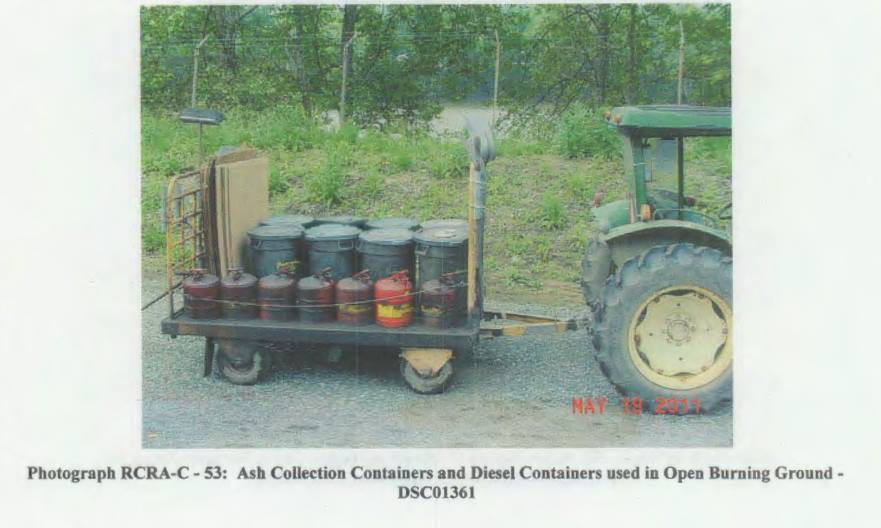 MAY 19 2011
Photograph RCRA-C - 53: Ash Collection Containers and Diesel Containers used in Open Burning Ground -
DSC01361